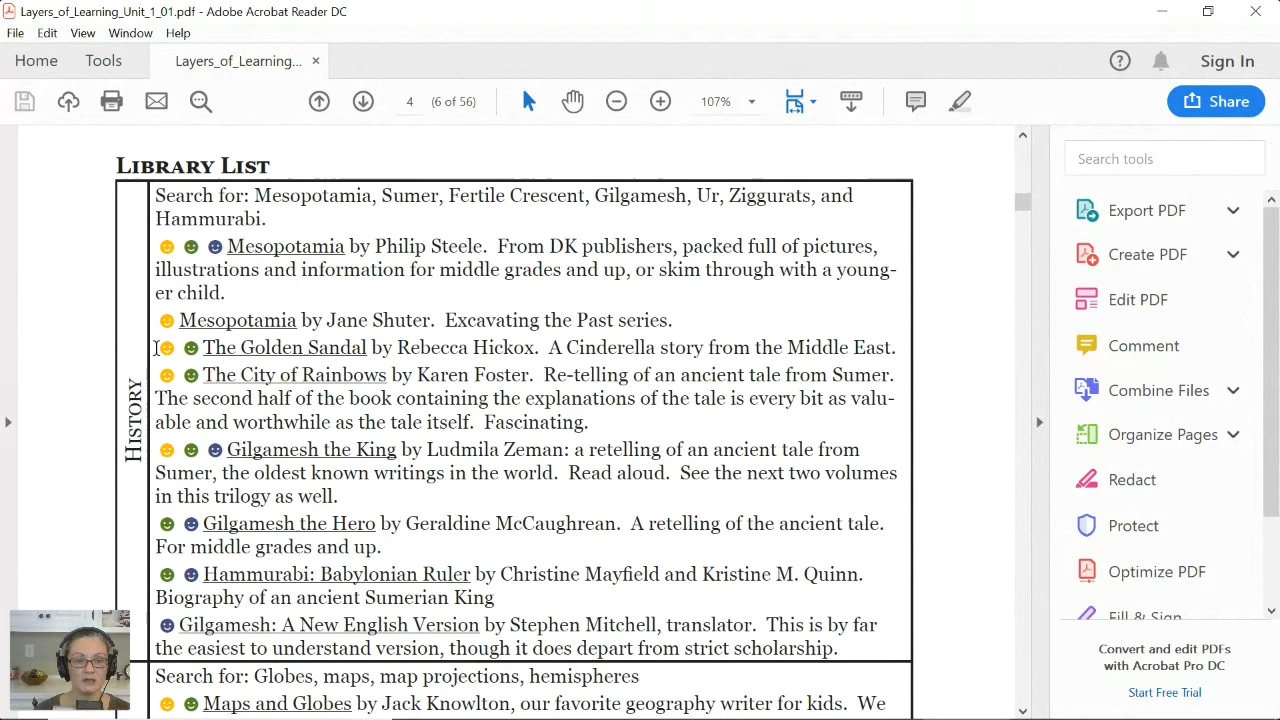 Layers_of_Learning_Unit_1_01.pdf - Adobe Acrobat Reader DC
File Edit View Window Help
Home Tools Layers_of_Learning... × Sign In
4 (6 of 56) 107% Share
LIBRARY LIST
HISTORY
Search for: Mesopotamia, Sumer, Fertile Crescent, Gilgamesh, Ur, Ziggurats, and
Hammurabi.
Mesopotamia by Philip Steele. From DK publishers, packed full of pictures,
illustrations and information for middle grades and up, or skim through with a young-
er child.
Mesopotamia by Jane Shuter. Excavating the Past series.
The Golden Sandal by Rebecca Hickox. A Cinderella story from the Middle East.
The City of Rainbows by Karen Foster. Re-telling of an ancient tale from Sumer.
The second half of the book containing the explanations of the tale is every bit as valu-
able and worthwhile as the tale itself. Fascinating.
Gilgamesh the King by Ludmila Zeman: a retelling of an ancient tale from
Sumer, the oldest known writings in the world. Read aloud. See the next two volumes
in this trilogy as well.
Gilgamesh the Hero by Geraldine McCaughrean. A retelling of the ancient tale.
For middle grades and up.
Hammurabi: Babylonian Ruler by Christine Mayfield and Kristine M. Quinn.
Biography of an ancient Sumerian King
Gilgamesh: A New English Version by Stephen Mitchell, translator. This is by far
the easiest to understand version, though it does depart from strict scholarship.
Search for: Globes, maps, map projections, hemispheres
Maps and Globes by Jack Knowlton, our favorite geography writer for kids. We
Search tools
Export PDF
Create PDF
Edit PDF
Comment
Combine Files
Organize Pages
Redact
Protect
Optimize PDF
Fill & Sign
Convert and edit PDFs
with Acrobat Pro DC
Start Free Trial